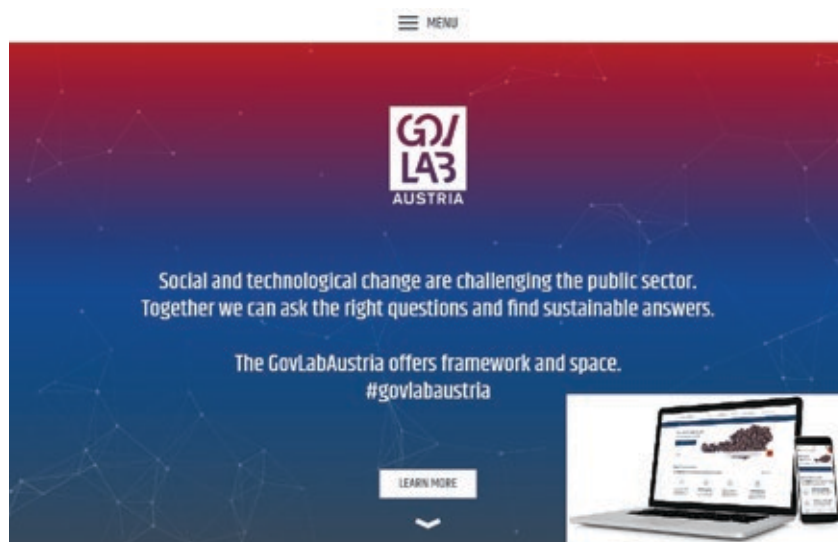 MENU
GOV
LAB
AUSTRIA
Social and technological change are challenging the public sector.
Together we can ask the right questions and find sustainable answers.
The GovLabAustria offers framework and space.
#govlabaustria
LEARN MORE